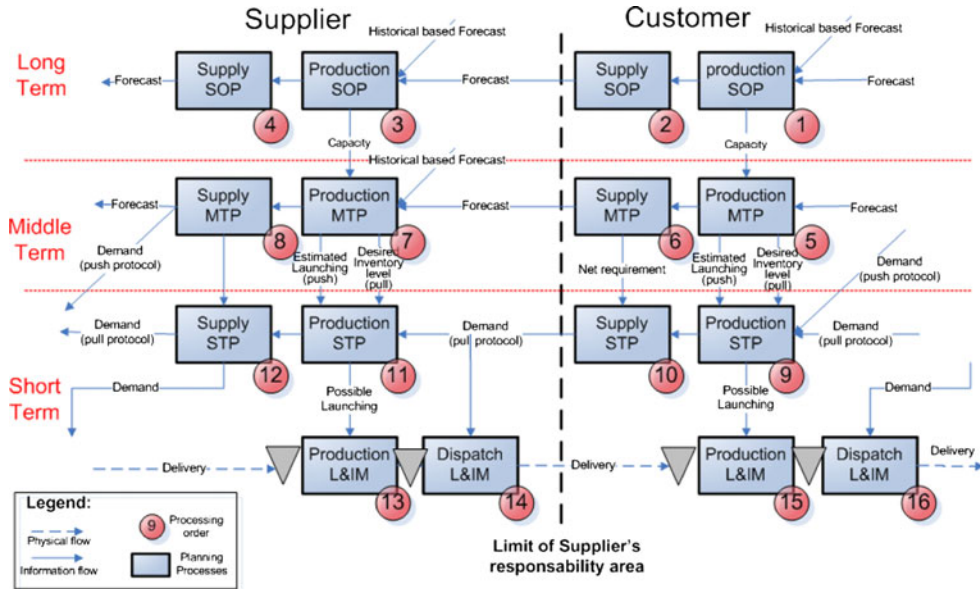 Supplier
Customer
Long
Term
Historical based Forecast
Historical based Forecast
Forecast
Supply
SOP
4
Production
SOP
3
Forecast
Supply
SOP
2
production
SOP
1
Forecast
Capacity
Capacity
Historical based Forecast
Middle
Term
Forecast
Supply
MTP
8
Production
MTP
7
Forecast
Supply
MTP
6
Production
MTP
5
Forecast
Demand
(push protocol)
Estimated
Launching
(push)
Desired
Inventory
level
(pull)
Net requirement
Estimated
Launching
(push)
Desired
Inventory
level
(pull)
Demand
(push protocol)
Short
Term
Demand
(pull protocol)
Supply
STP
12
Production
STP
11
Demand
(pull protocol)
Supply
STP
10
Production
STP
9
Demand
(pull protocol)
Demand
Possible
Launching
Possible
Launching
Demand
Delivery
Production
L&IM
13
Dispatch
L&IM
14
Delivery
Production
L&IM
15
Dispatch
L&IM
16
Delivery
Legend:
Physical flow
Information flow
9
Processing
order
Planning
Processes
Limit of Supplier's
responsability area